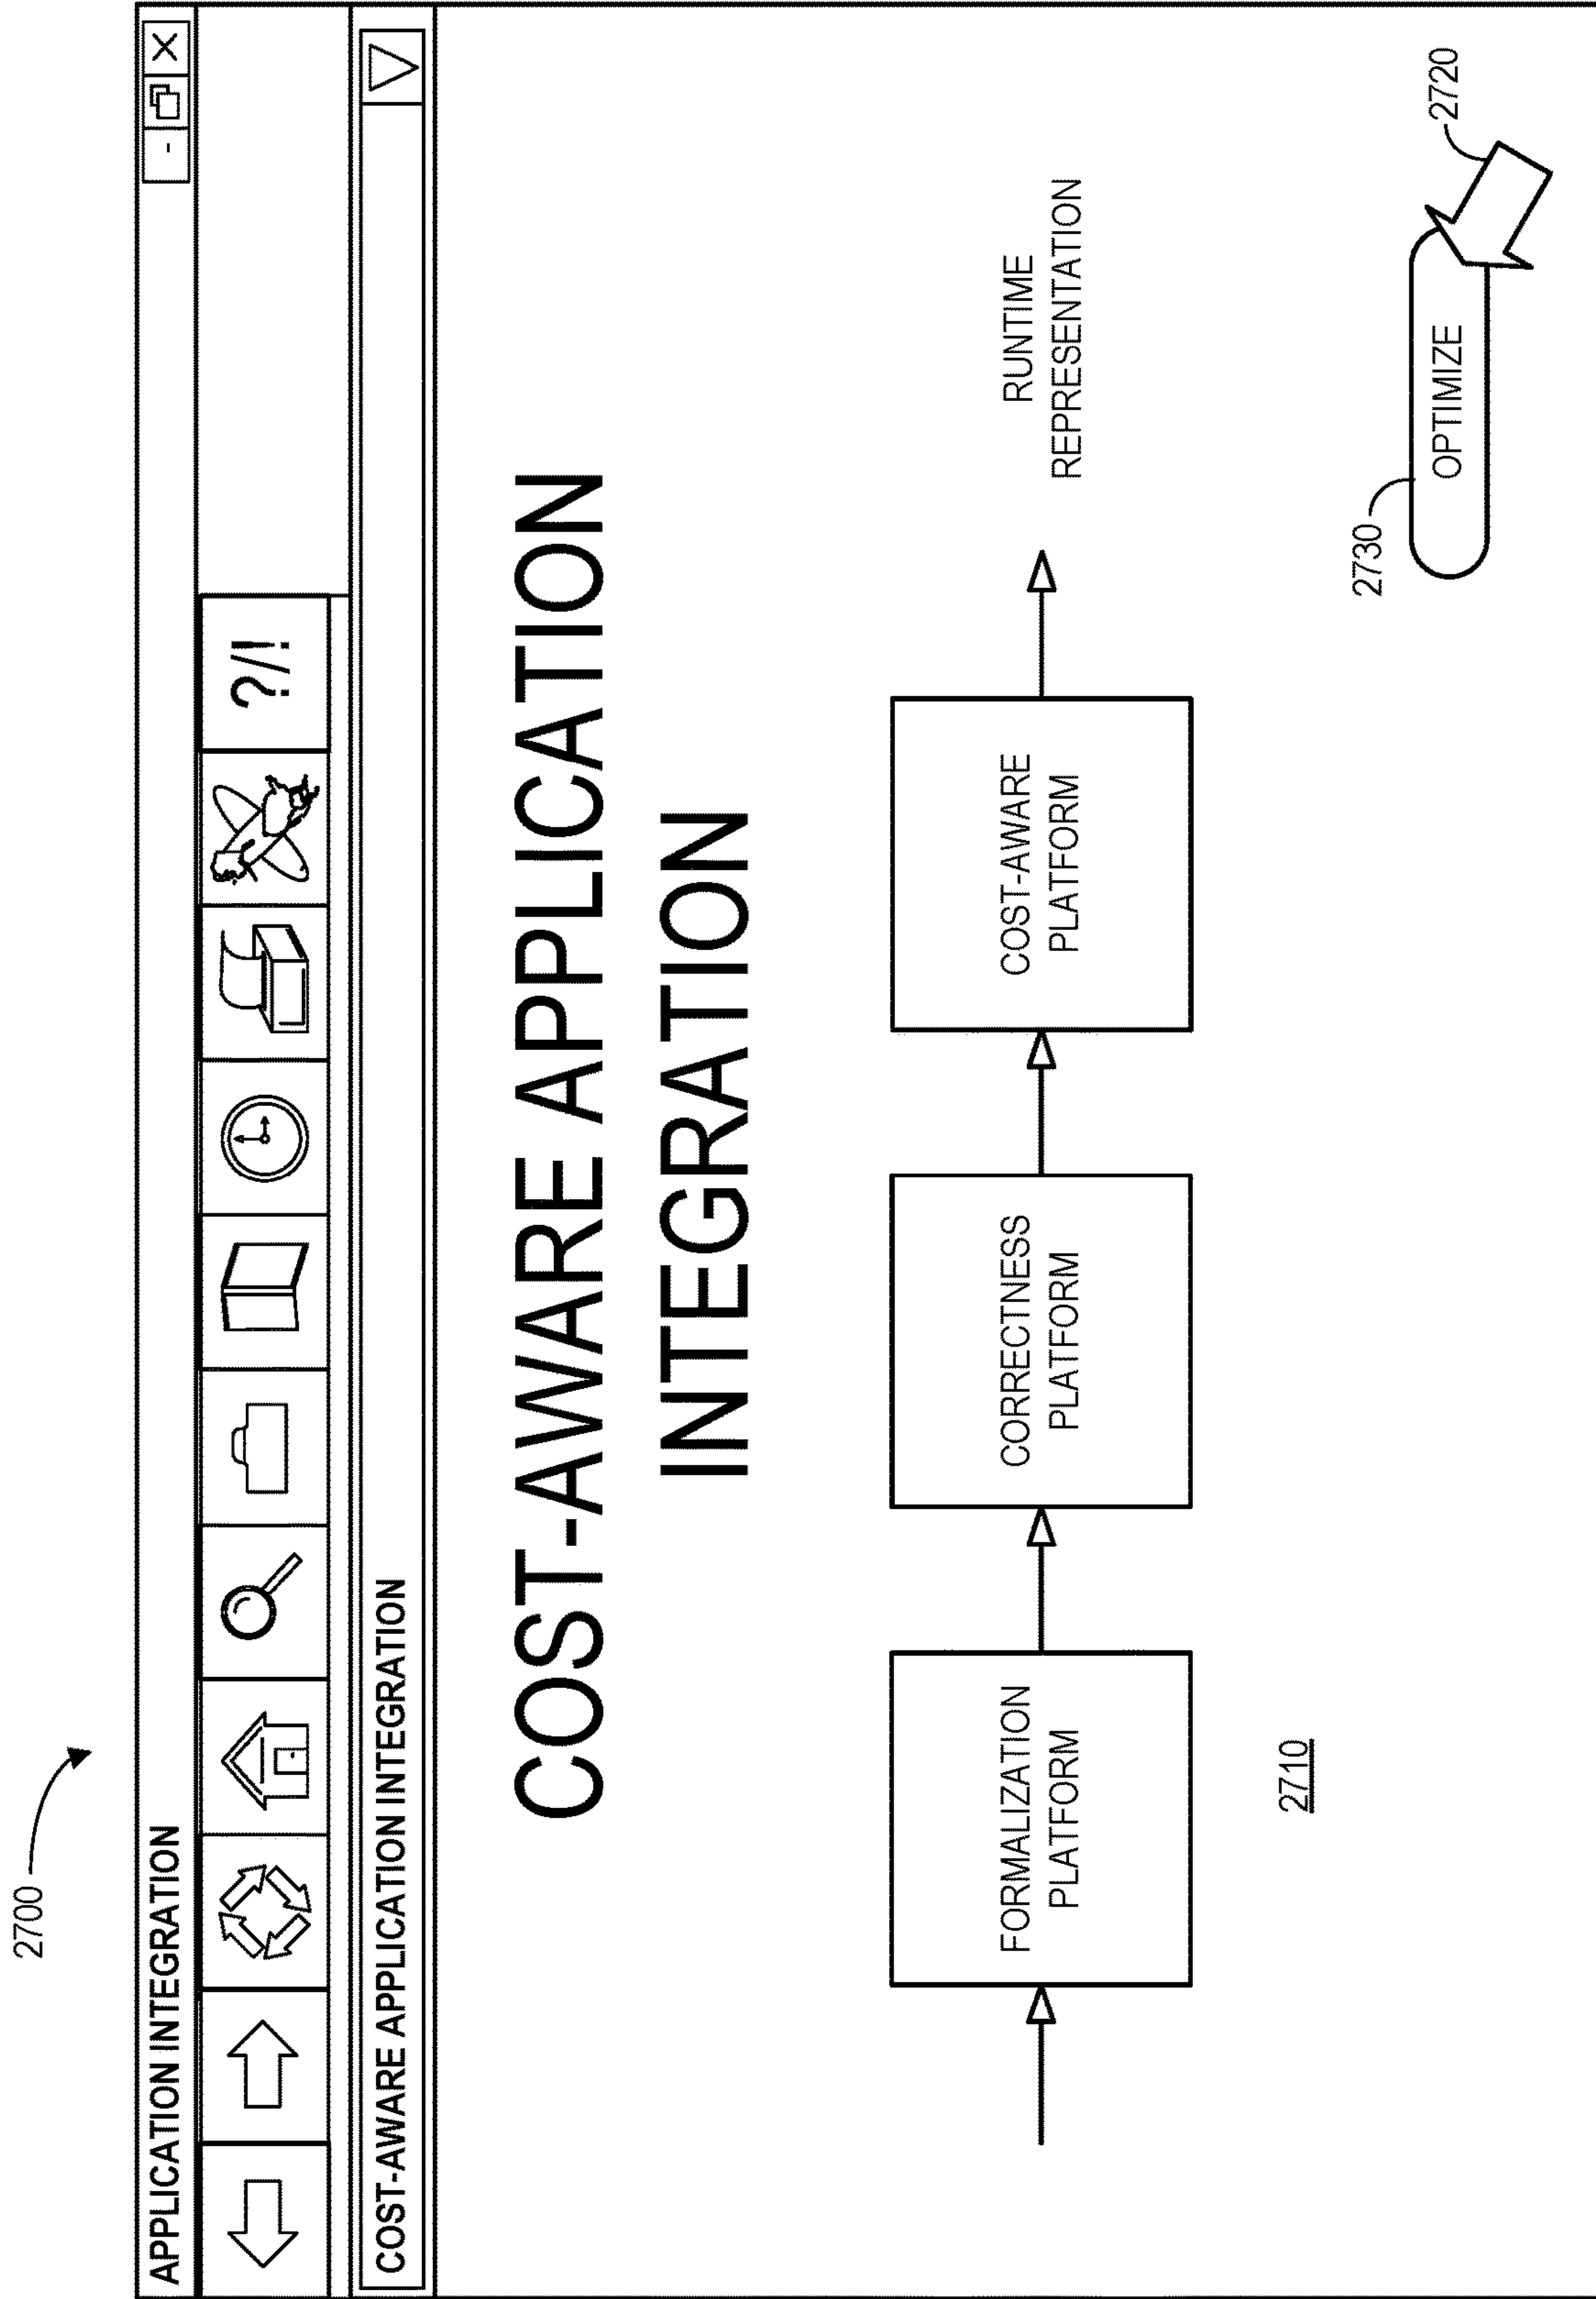 2700
APPLICATION INTEGRATION
- X
?/!
COST-AWARE APPLICATION INTEGRATION
COST-AWARE APPLICATION
INTEGRATION
FORMALIZATION
PLATFORM
CORRECTNESS
PLATFORM
COST-AWARE
PLATFORM
RUNTIME
REPRESENTATION
2710
2730
OPTIMIZE
2720